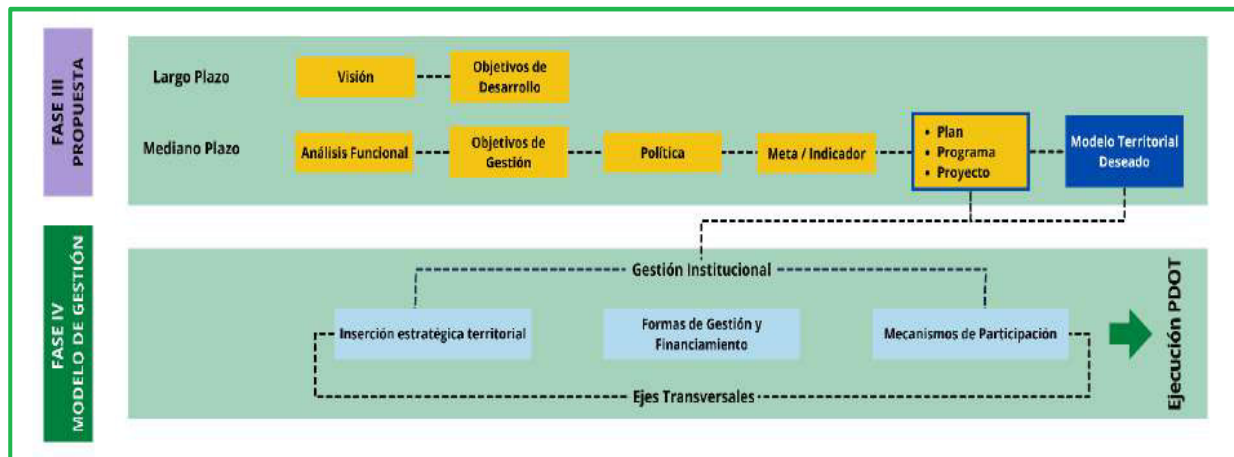 FASE III
PROPUESTA
Largo Plazo
Visión
Objetivos de
Desarrollo
Mediano Plazo
Análisis Funcional
Objetivos de
Gestión
Política
Meta / Indicador
• Plan
• Programa
• Proyecto
Modelo Territorial
Deseado
FASE IV
MODELO DE GESTIÓN
Gestión Institucional
Inserción estratégica territorial
Formas de Gestión y
Financiamiento
Mecanismos de Participación
Ejes Transversales
Ejecución PDOT